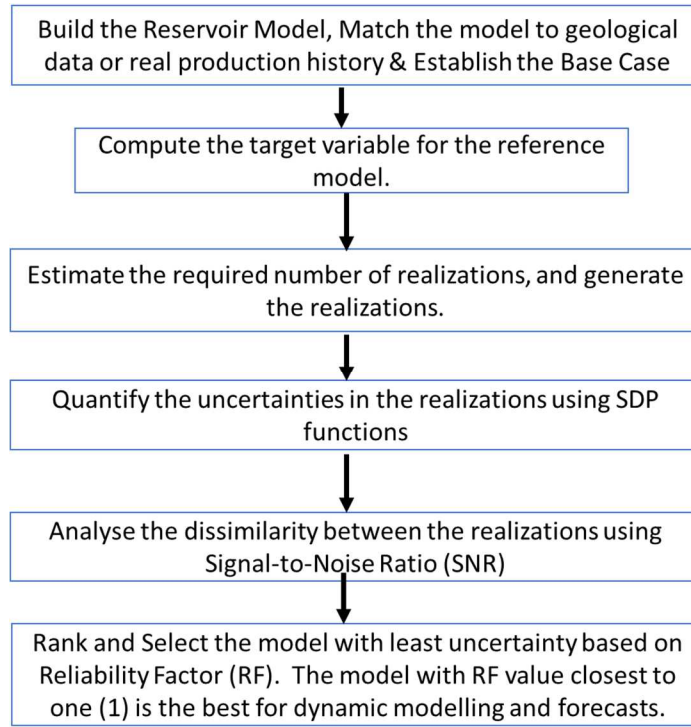 Build the Reservoir Model, Match the model to geological
data or real production history & Establish the Base Case
Compute the target variable for the reference
model.
Estimate the required number of realizations, and generate
the realizations.
Quantify the uncertainties in the realizations using SDP
functions
Analyse the dissimilarity between the realizations using
Signal-to-Noise Ratio (SNR)
Rank and Select the model with least uncertainty based on
Reliability Factor (RF).  The model with RF value closest to
one (1) is the best for dynamic modelling and forecasts.